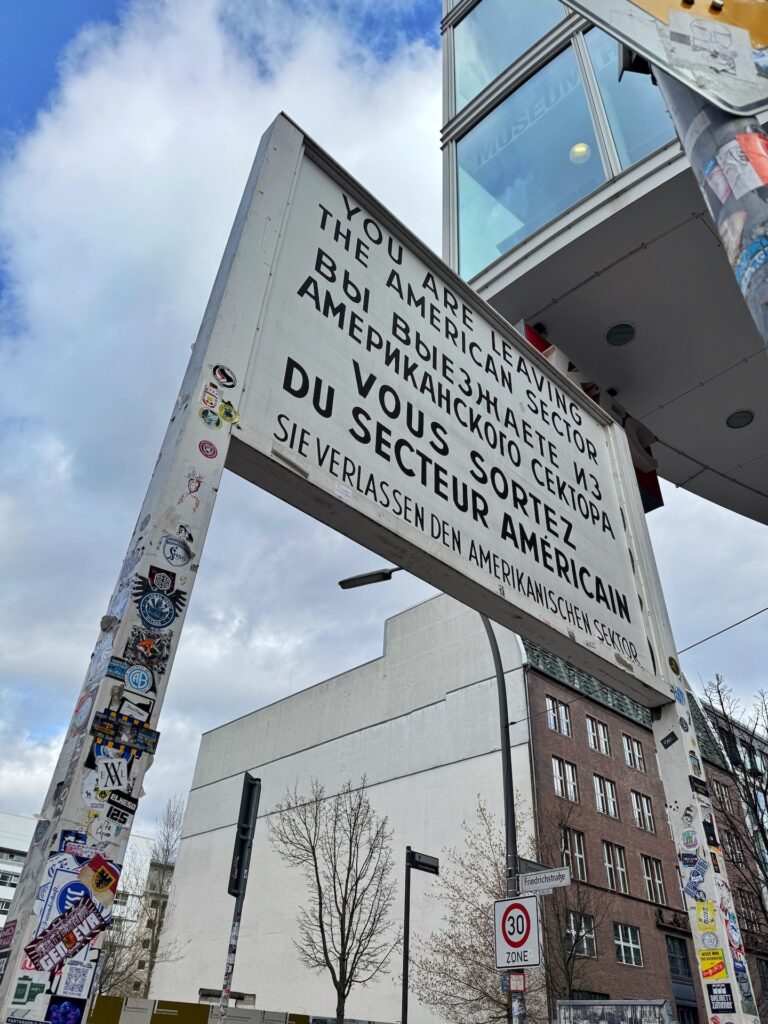 MUSEUM
YOU ARE LEAVING
THE AMERICAN SECTOR
ВЫ ВЫЕЗЖАЕТЕ ИЗ
АМЕРИКАНСКОГО СЕКТОРА
VOUS SORTEZ
DU SECTEUR AMÉRICAIN
SIE VERLASSEN DEN AMERIKANISCHEN SEKTOR
Friedrichstraße
30
ZONE